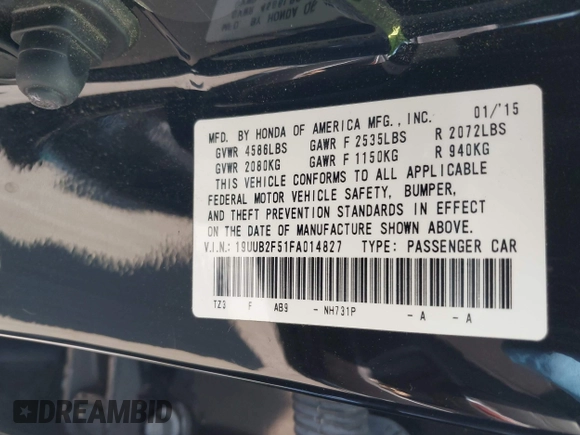 MFD. BY HONDA OF AMERICA MFG., INC. 01/'15
GVWR 4586LBS GAWR F 2535LBS R 2072LBS
GVWR 2080KG GAWR F 1150KG R 940KG
THIS VEHICLE CONFORMS TO ALL APPLICABLE
FEDERAL MOTOR VEHICLE SAFETY, BUMPER,
AND THEFT PREVENTION STANDARDS IN EFFECT
ON THE DATE OF MANUFACTURE SHOWN ABOVE.
V.I.N.: 19UUB2F51FA014827 TYPE: PASSENGER CAR
TZ3 F AB9 - NH731P - A - A
DREAMBID